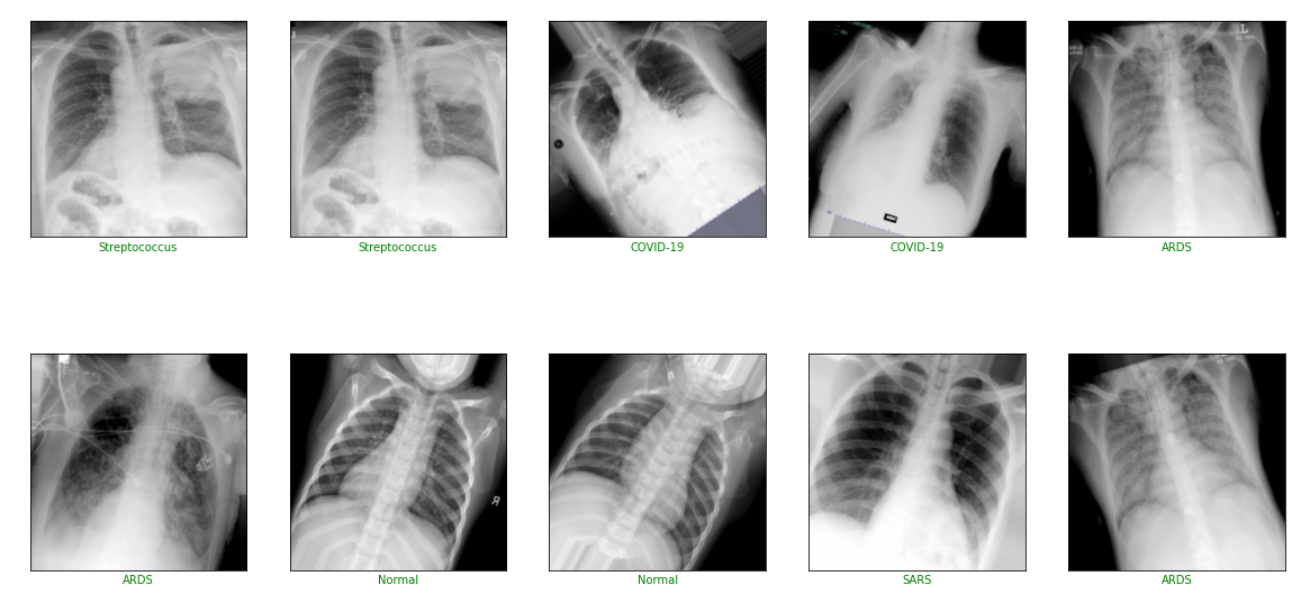 Streptococcus
Streptococcus
COVID-19
COVID-19
L
ARDS
ARDS
R
Normal
Normal
SARS
ARDS